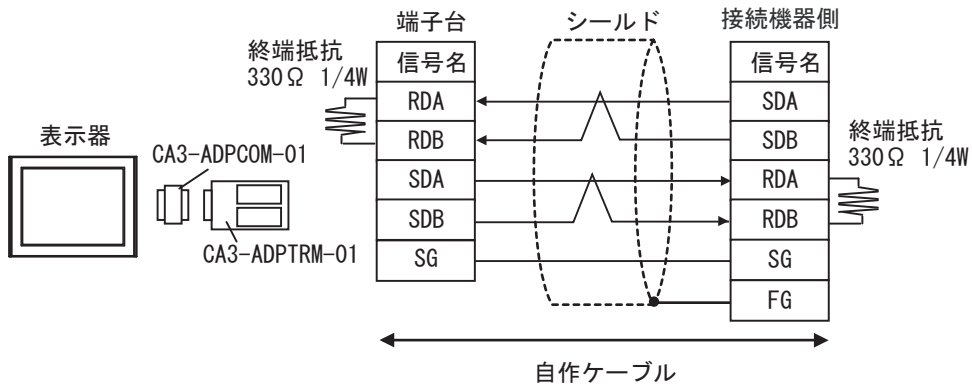 端子台
シールド
接続機器側
終端抵抗
330Ω 1/4W
信号名
RDA
RDB
SDA
SDB
SG
信号名
SDA
SDB
RDA
RDB
SG
FG
終端抵抗
330Ω 1/4W
表示器
CA3-ADPCOM-01
CA3-ADPTRM-01
自作ケーブル